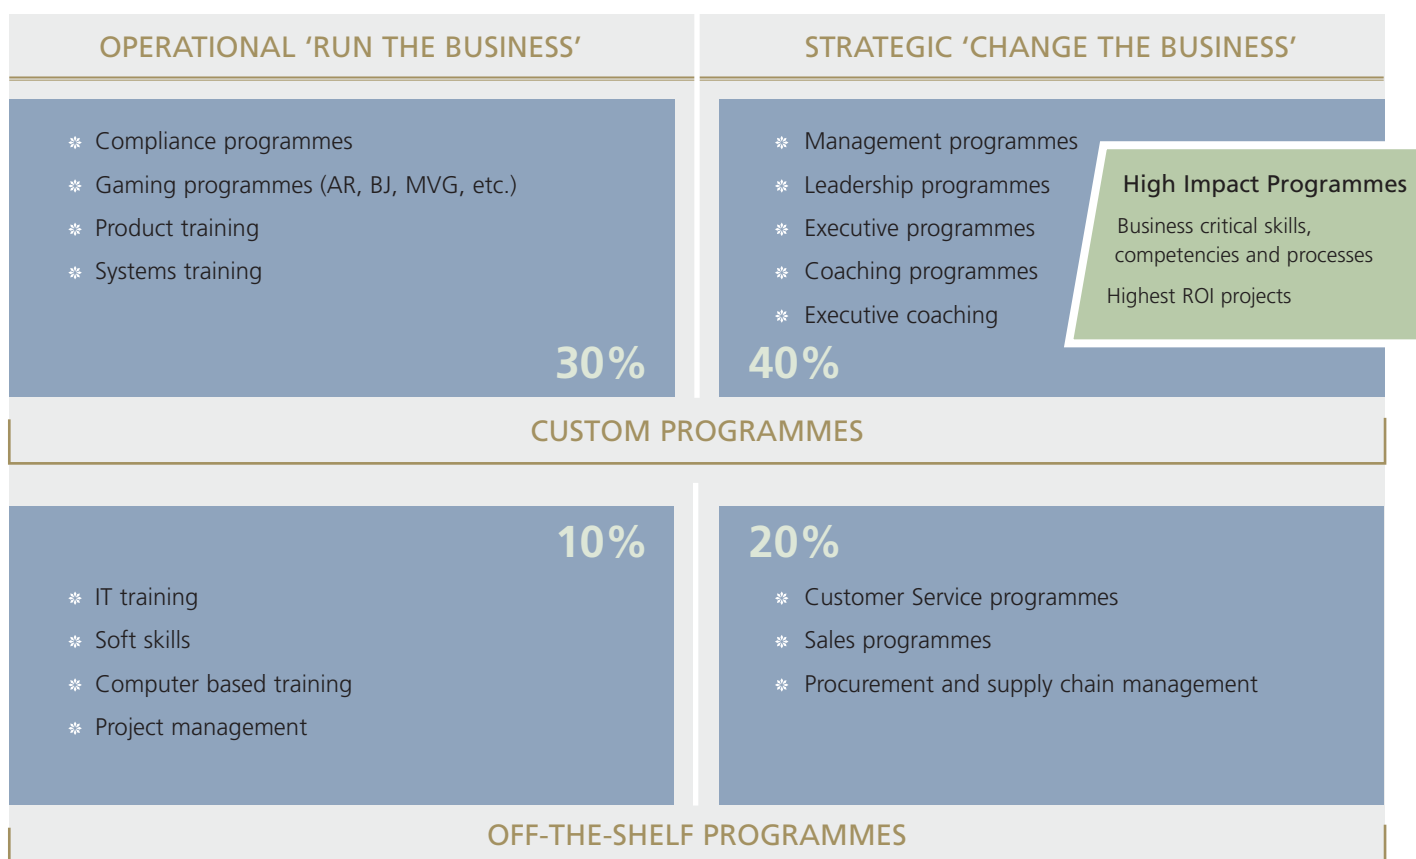 OPERATIONAL ‘RUN THE BUSINESS’
STRATEGIC ‘CHANGE THE BUSINESS’
Compliance programmes
Gaming programmes (AR, BJ, MVG, etc.)
Product training
Systems training
30%
Management programmes
Leadership programmes
Executive programmes
Coaching programmes
Executive coaching
40%
High Impact Programmes
Business critical skills,
competencies and processes
Highest ROI projects
CUSTOM PROGRAMMES
10%
IT training
Soft skills
Computer based training
Project management
20%
Customer Service programmes
Sales programmes
Procurement and supply chain management
OFF-THE-SHELF PROGRAMMES